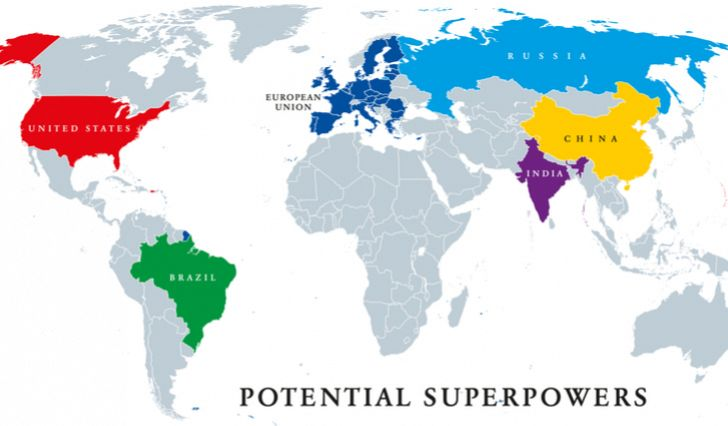 RUSSIA
EUROPEAN
UNION
UNITED STATES
CHINA
INDIA
BRAZIL
POTENTIAL SUPERPOWERS